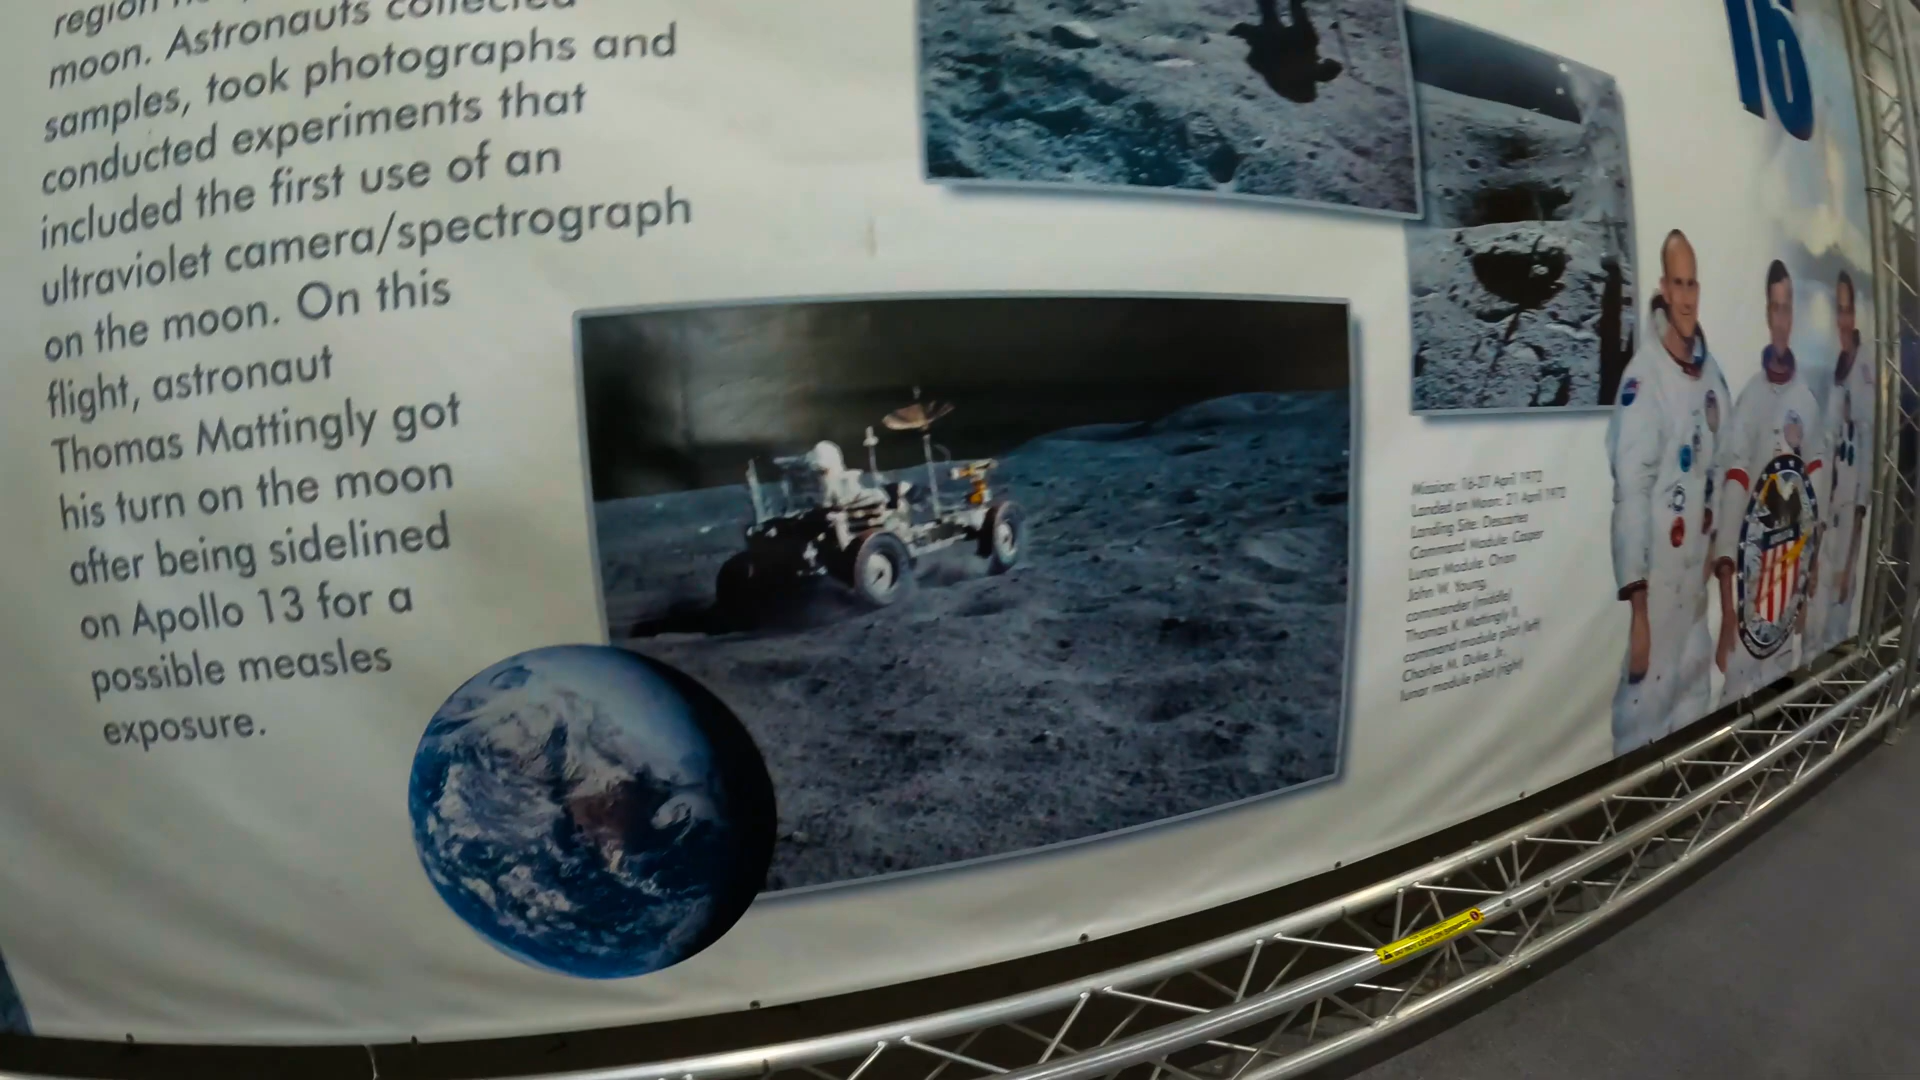 region
moon. Astronauts collected
samples, took photographs and
conducted experiments that
included the first use of an
ultraviolet camera/spectrograph
on the moon. On this
flight, astronaut
Thomas Mattingly got
his turn on the moon
after being sidelined
on Apollo 13 for a
possible measles
exposure.
16
Mission: 16-27 April 1972
Landed on Moon: 21 April 1972
Landing Site: Descartes
Command Module: Casper
Lunar Module: Orion
John W. Young,
commander (middle)
Thomas K. Mattingly II,
command module pilot (left)
Charles M. Duke, Jr.,
lunar module pilot (right)